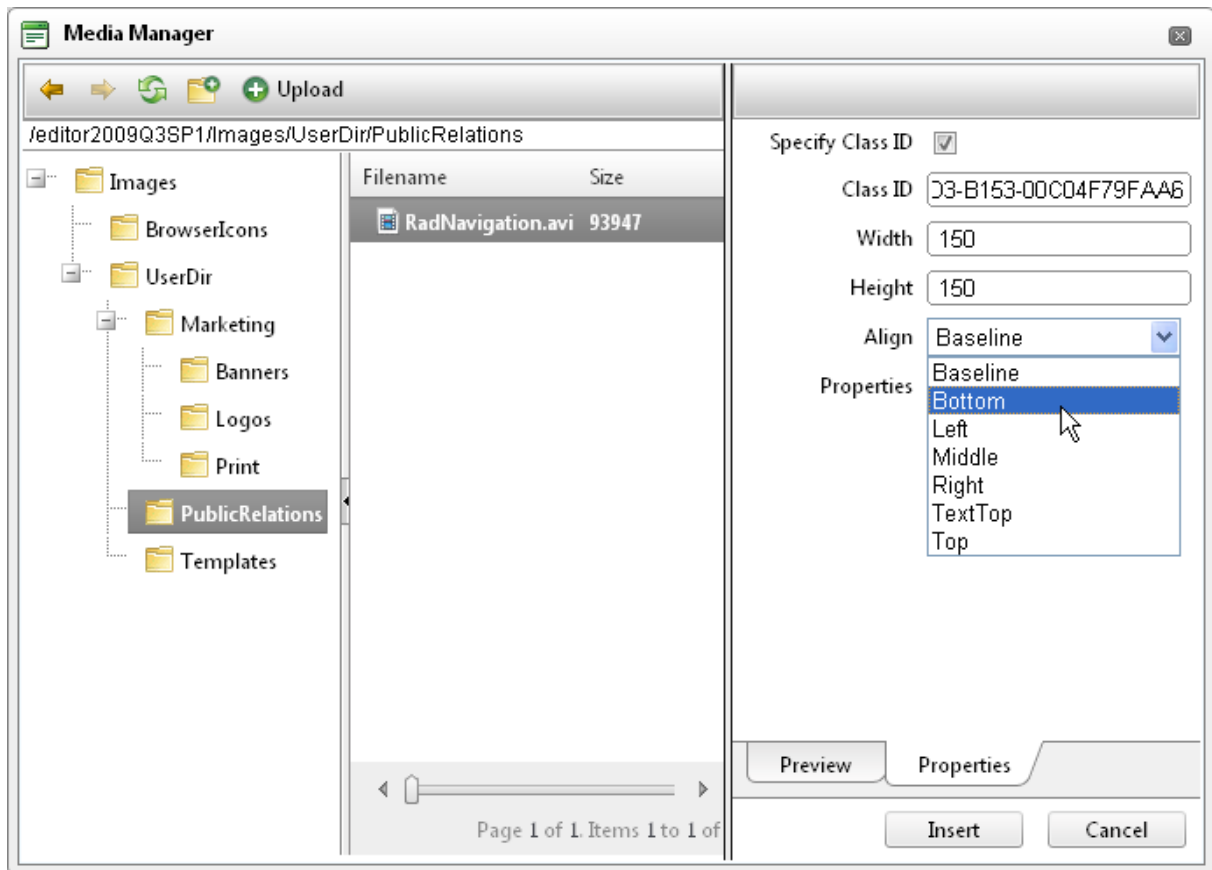 Media Manager
Upload
/editor2009Q3SP1/Images/UserDir/PublicRelations
Images
BrowserIcons
UserDir
Marketing
Banners
Logos
Print
PublicRelations
Templates
Filename Size
RadNavigation.avi 93947
Page 1 of 1. Items 1 to 1 of
Specify Class ID
Class ID D3-B153-00C04F79FAA6
Width 150
Height 150
Align Baseline
Properties
Baseline
Bottom
Left
Middle
Right
TextTop
Top
Preview Properties
Insert Cancel